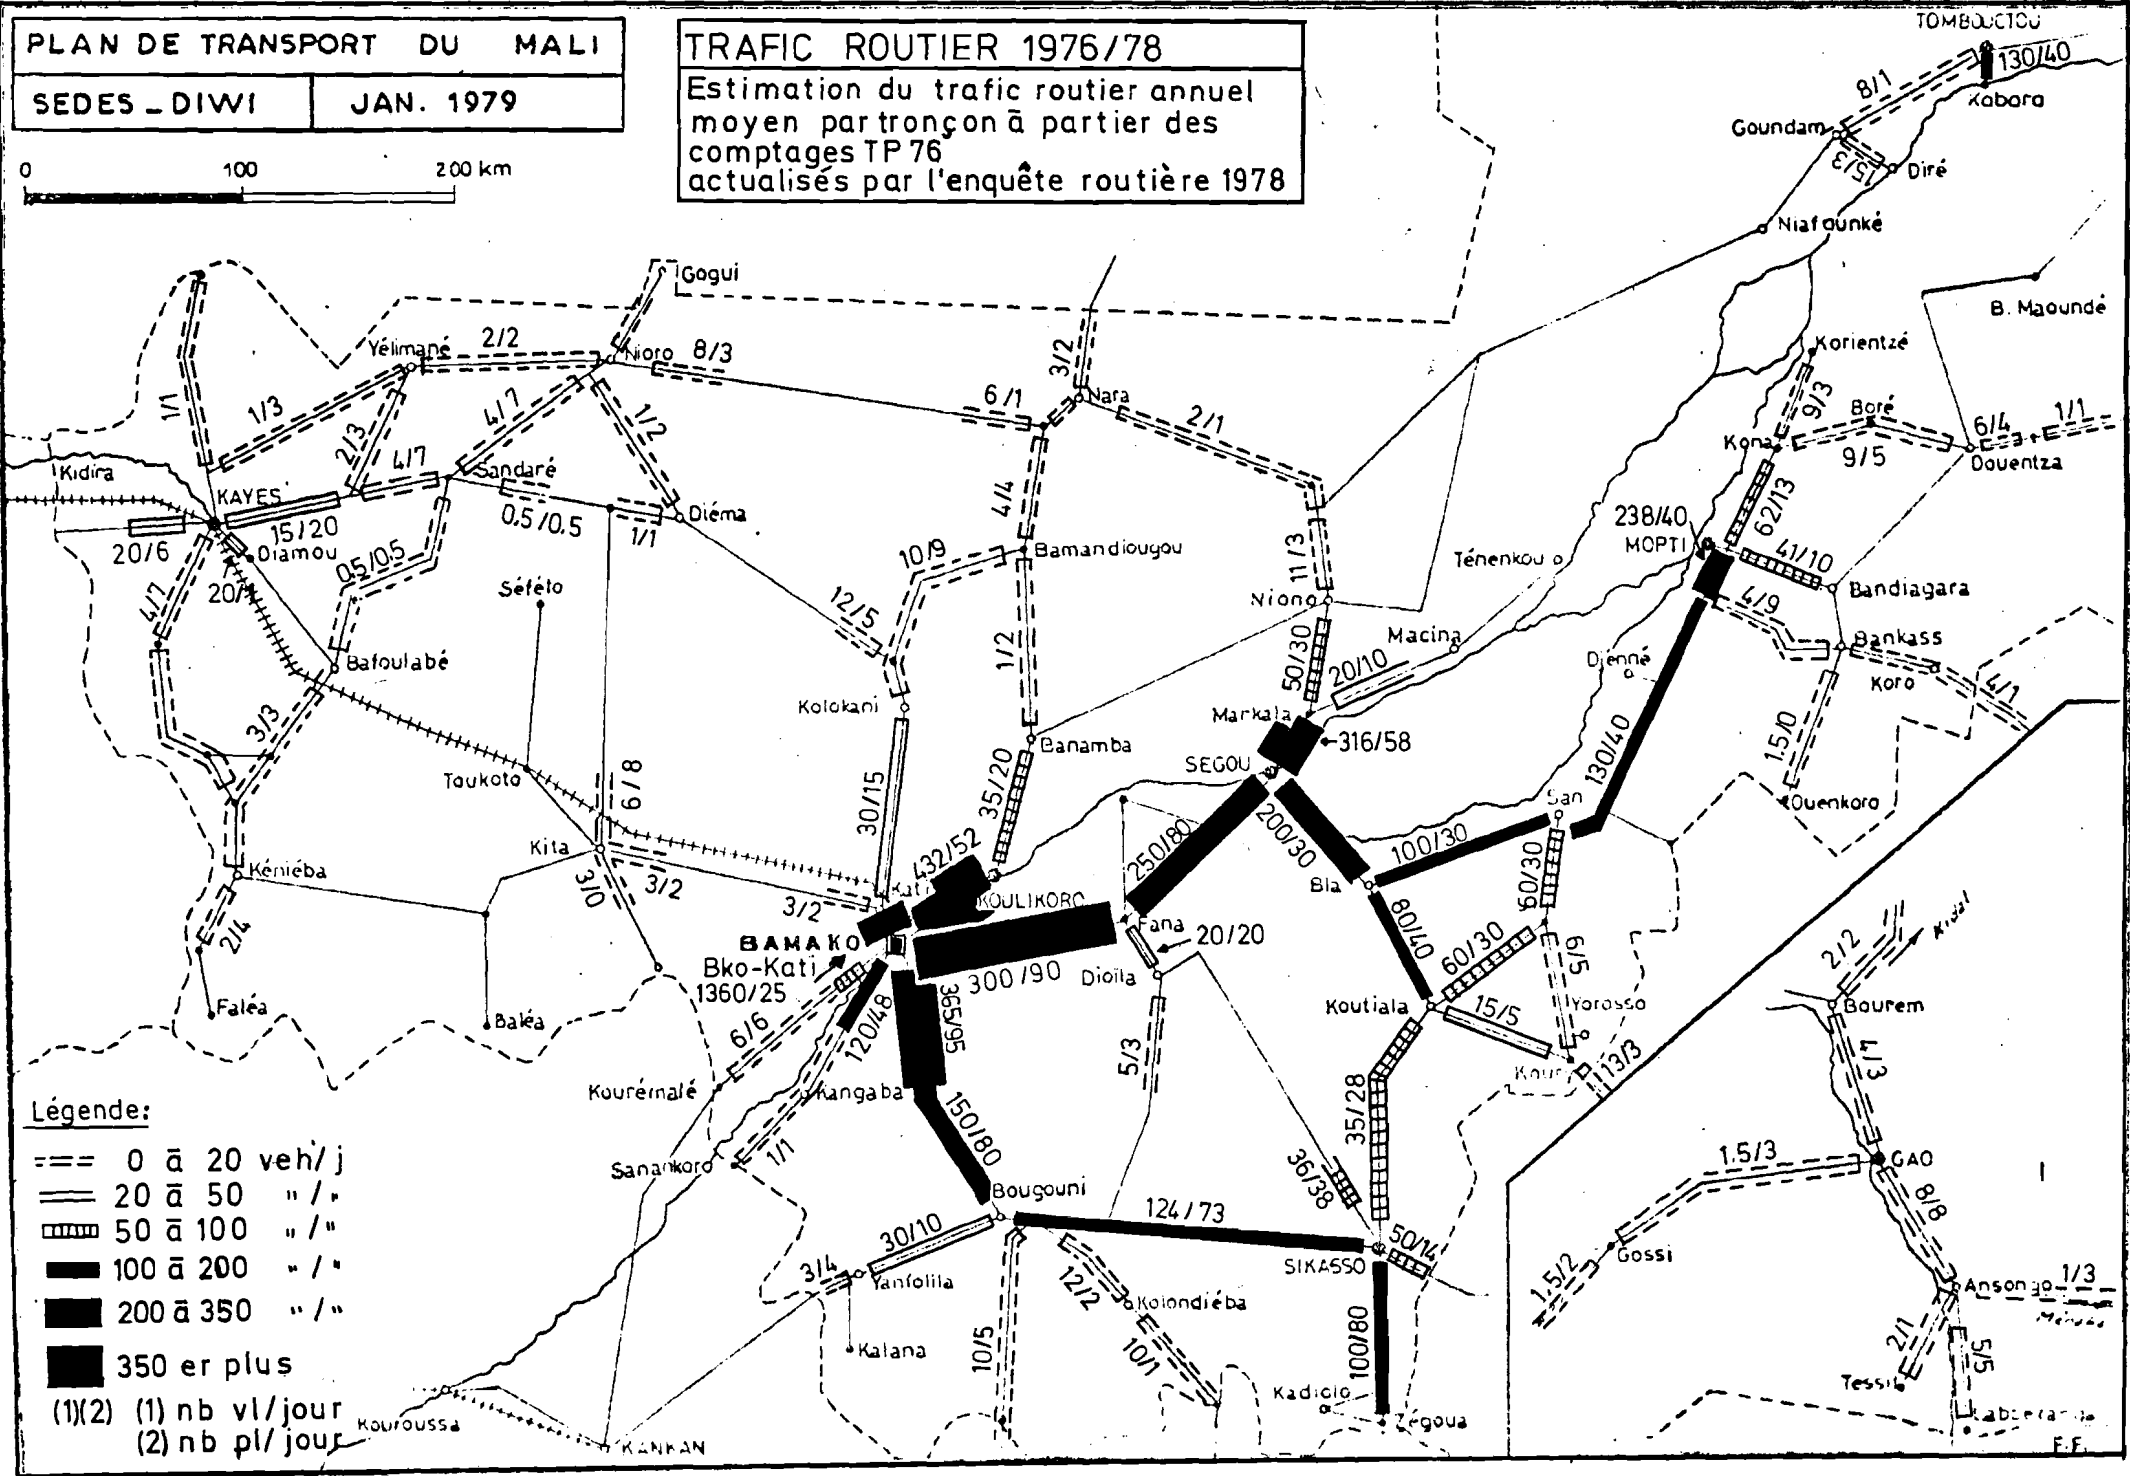 PLAN DE TRANSPORT DU MALI
SEDES_DIWI
JAN. 1979
0 100 200 km
TRAFIC ROUTIER 1976/78
Estimation du trafic routier annuel
moyen par tronçon ā partier des
comptages TP 76
actualisés par l'enquête routière 1978
TOMBOUCTOU
130/40
Kabara
8/1
Goundam
15/3
Diré
Niafounké
B. Maoundé
Gogui
Yélimané
2/2
Nioro
8/3
3/2
Nara
6/1
2/1
Korientzé
9/3
Boré
6/4
1/1
Kona
9/5
Douentza
1/1
1/3
2/3
4/7
4/7
1/2
Kidira
KAYES
Sandaré
0.5/0.5
1/1
Diéma
4/4
15/20
20/6
Diamou
0.5/0.5
4/7
10/9
Bamandiougou
11/3
62/13
238/40
MOPTI
41/10
Ténenkou
Bandiagara
Séféto
12/5
Niono
4/9
Bankass
Macina
Djénné
Koro
4/1
Bafoulabé
1/2
50/30
20/10
3/3
Kolokani
Markala
316/58
Banamba
1.5/0
130/40
SEGOU
Toukoto
6/8
30/15
35/20
San
Ouenkoro
Kita
3/2
3/0
3/2
Kati
432/52
KOULIKORO
250/80
200/30
100/30
Bla
60/30
Kéniéba
2/4
Faléa
Baléa
BAMAKO
Bko-Kati
1360/25
300/90
Fana
20/20
Dioïla
80/40
60/30
6/5
Koutiala
15/5
Yorosso
2/2
Kidal
Bourem
6/6
120/48
365/95
5/3
4/3
Kourémalé
Kangaba
150/80
35/28
13/3
Sanankoro
1/1
36/38
1.5/3
GAO
8/8
Bougouni
124/73
30/10
50/14
SIKASSO
Gossi
3/4
Yanfolila
12/2
Kolondiéba
1.5/2
Ansongo
1/3
Kalana
10/5
10/1
100/80
2/1
5/5
Kadiolo
Zégoua
Kouroussa
KANKAN
F.F.
Légende:
0 ā 20 veh/j
20 ā 50 " / "
50 ā 100 " / "
100 ā 200 " / "
200 ā 350 " / "
350 er plus
(1)(2) (1) nb vl/jour
(2) nb pl/jour